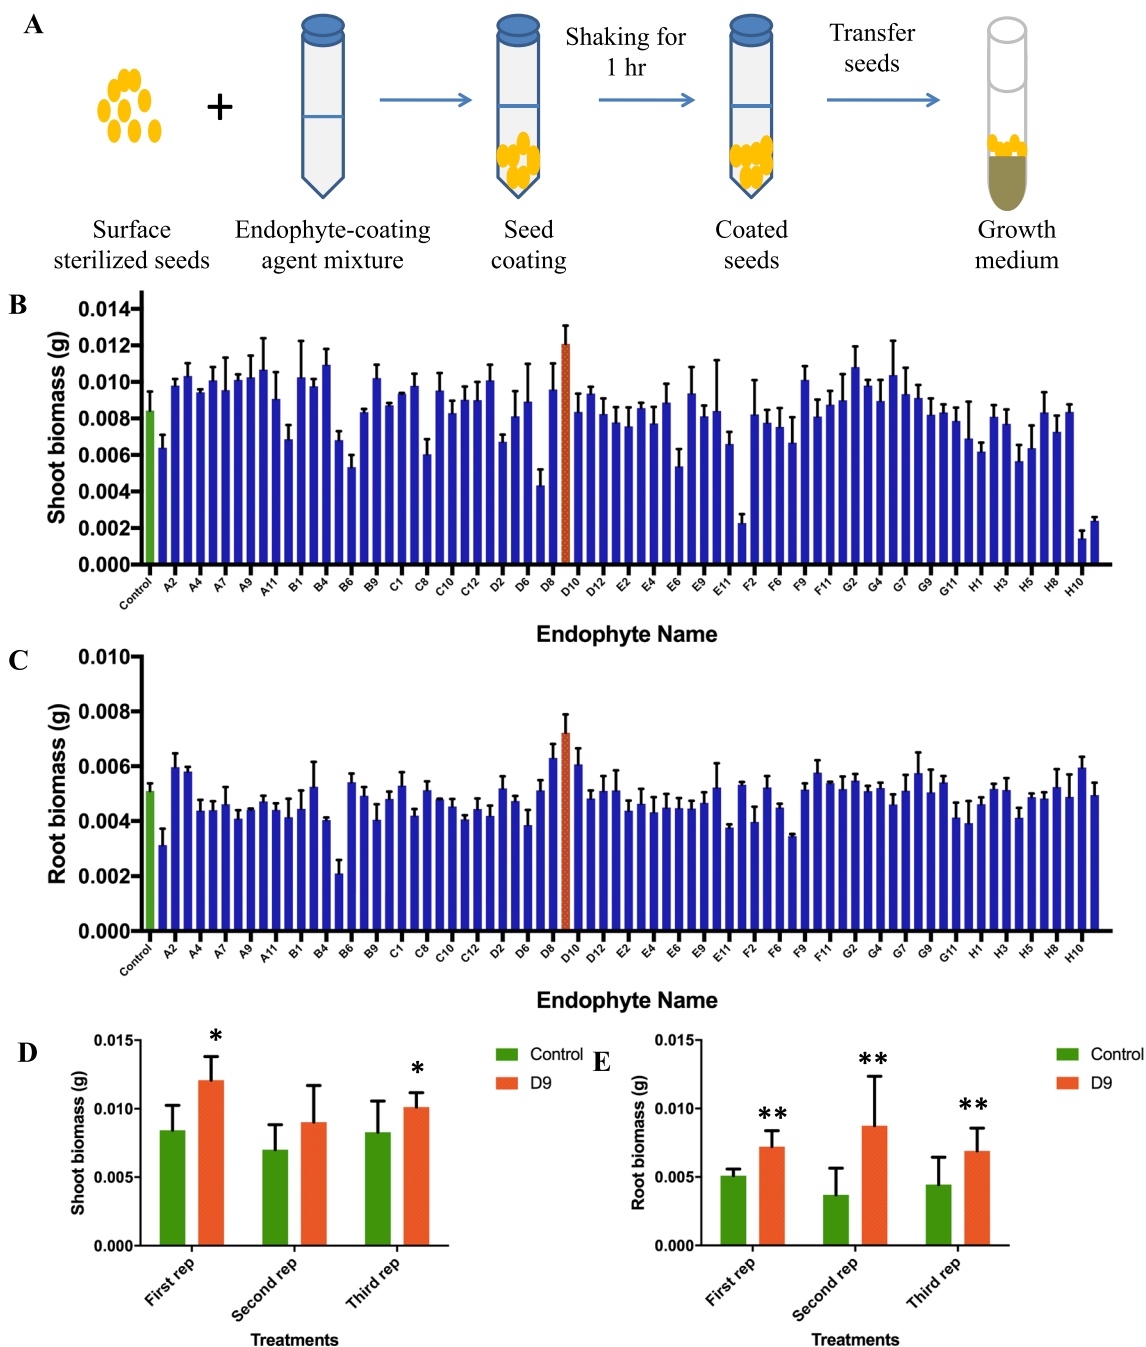 A
+
Shaking for
1 hr
Transfer
seeds
Surface
sterilized seeds
Endophyte-coating
agent mixture
Seed
coating
Coated
seeds
Growth
medium
B
Shoot biomass (g)
0.014
0.012
0.010
0.008
0.006
0.004
0.002
0.000
Control A2 A4 A7 A9 A11 B1 B4 B6 B9 C1 C8 C10 C12 D2 D6 D8 D10 D12 E2 E4 E6 E9 E11 F2 F6 F9 F11 G2 G4 G7 G9 G11 H1 H3 H5 H8 H10
Endophyte Name
C
Root biomass (g)
0.010
0.008
0.006
0.004
0.002
0.000
Control A2 A4 A7 A9 A11 B1 B4 B6 B9 C1 C8 C10 C12 D2 D6 D8 D10 D12 E2 E4 E6 E9 E11 F2 F6 F9 F11 G2 G4 G7 G9 G11 H1 H3 H5 H8 H10
Endophyte Name
D
Shoot biomass (g)
0.015
0.010
0.005
0.000
*
*
Control
D9
First rep
Second rep
Third rep
Treatments
E
Root biomass (g)
0.015
0.010
0.005
0.000
**
**
**
Control
D9
First rep
Second rep
Third rep
Treatments